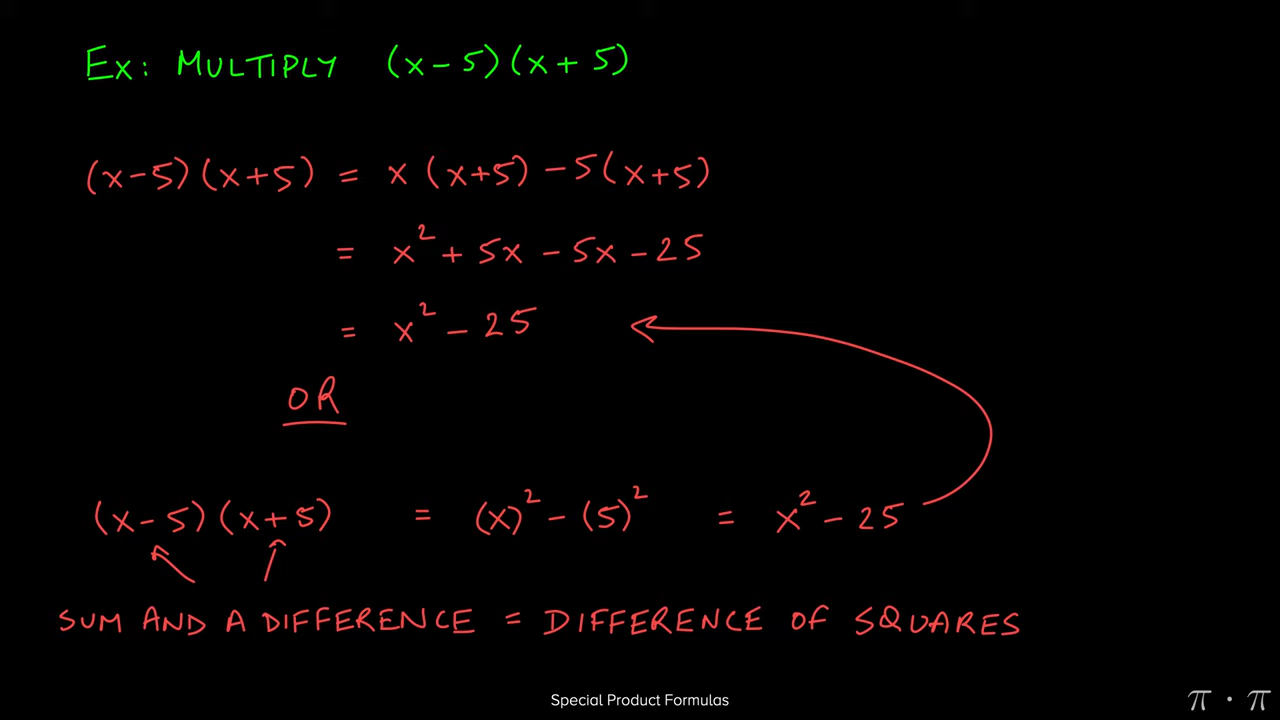 Ex: MULTIPLY (x-5)(x+5)
(x-5)(x+5) = x(x+5) -5(x+5)
= x² + 5x - 5x - 25
= x² - 25
OR
(x-5)(x+5) = (x)² - (5)² = x² - 25
SUM AND A DIFFERENCE = DIFFERENCE OF SQUARES
Special Product Formulas
π · π